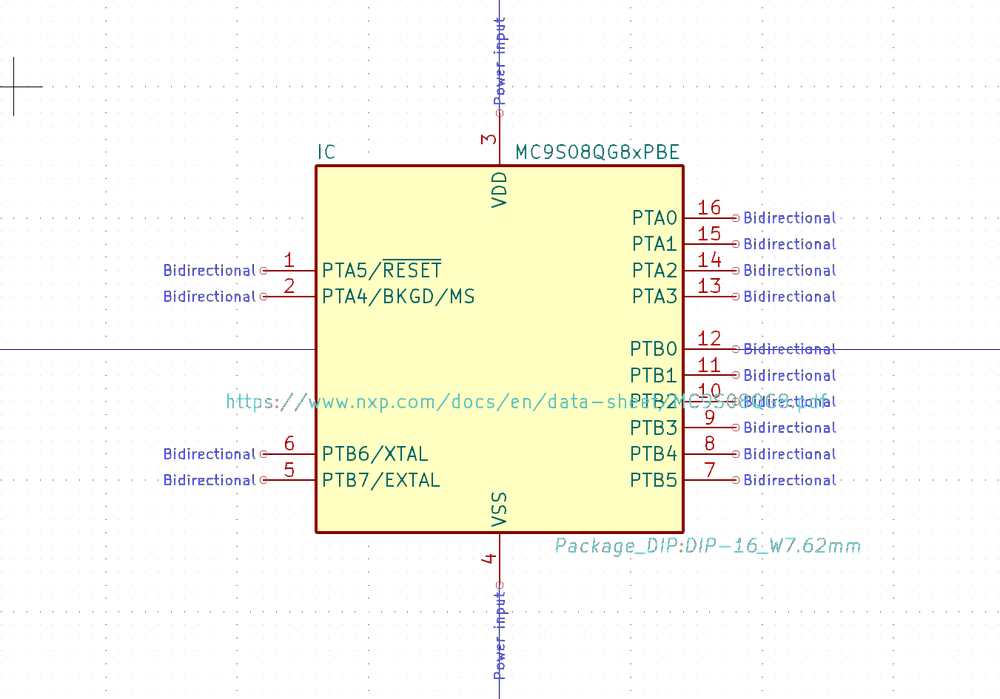 Power input
3
IC MC9S08QG8xPBE
VDD
PTA0 16 Bidirectional
PTA1 15 Bidirectional
Bidirectional 1 PTA5/RESET PTA2 14 Bidirectional
Bidirectional 2 PTA4/BKGD/MS PTA3 13 Bidirectional
PTB0 12 Bidirectional
PTB1 11 Bidirectional
PTB2 10 Bidirectional
https://www.nxp.com/docs/en/data-sheet/MC9S08QG8.pdf
PTB3 9 Bidirectional
Bidirectional 6 PTB6/XTAL PTB4 8 Bidirectional
Bidirectional 5 PTB7/EXTAL PTB5 7 Bidirectional
VSS
Package_DIP:DIP-16_W7.62mm
4
Power input